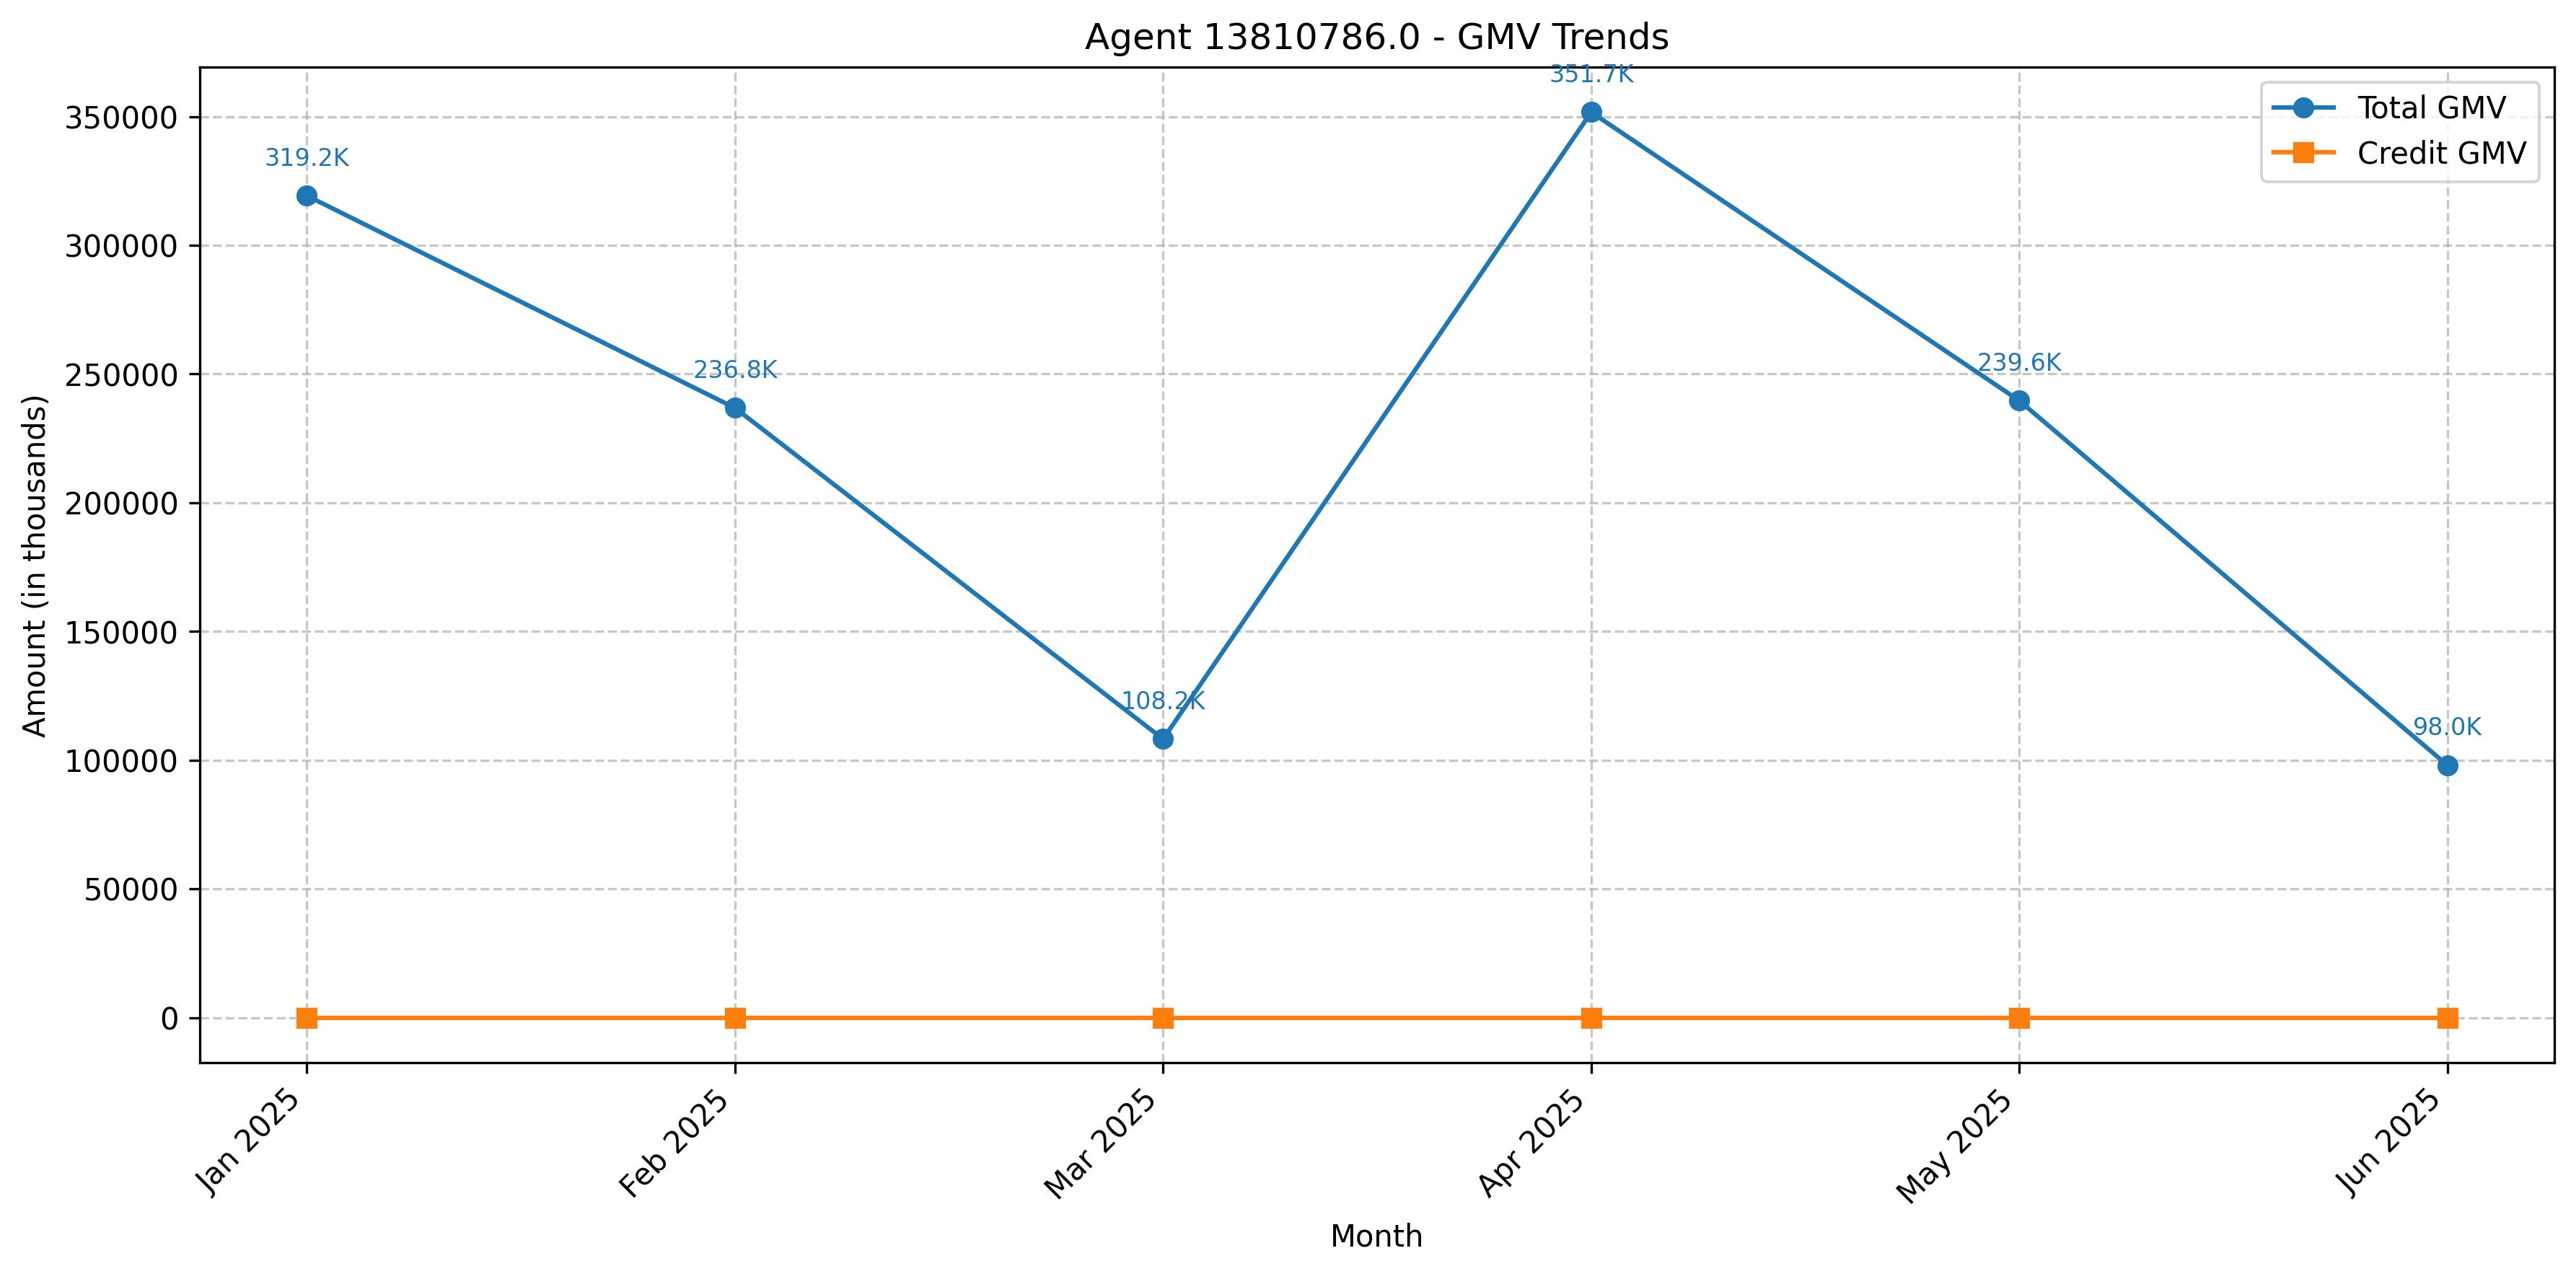 Agent 13810786.0 - GMV Trends
351.7K
350000
Total GMV
319.2K
Credit GMV
300000
236.8K
239.6K
250000
200000
Amount (in thousands)
150000
108.2K
98.0K
100000
50000
0
Jan 2025
Feb 2025
Mar 2025
Apr 2025
May 2025
Jun 2025
Month